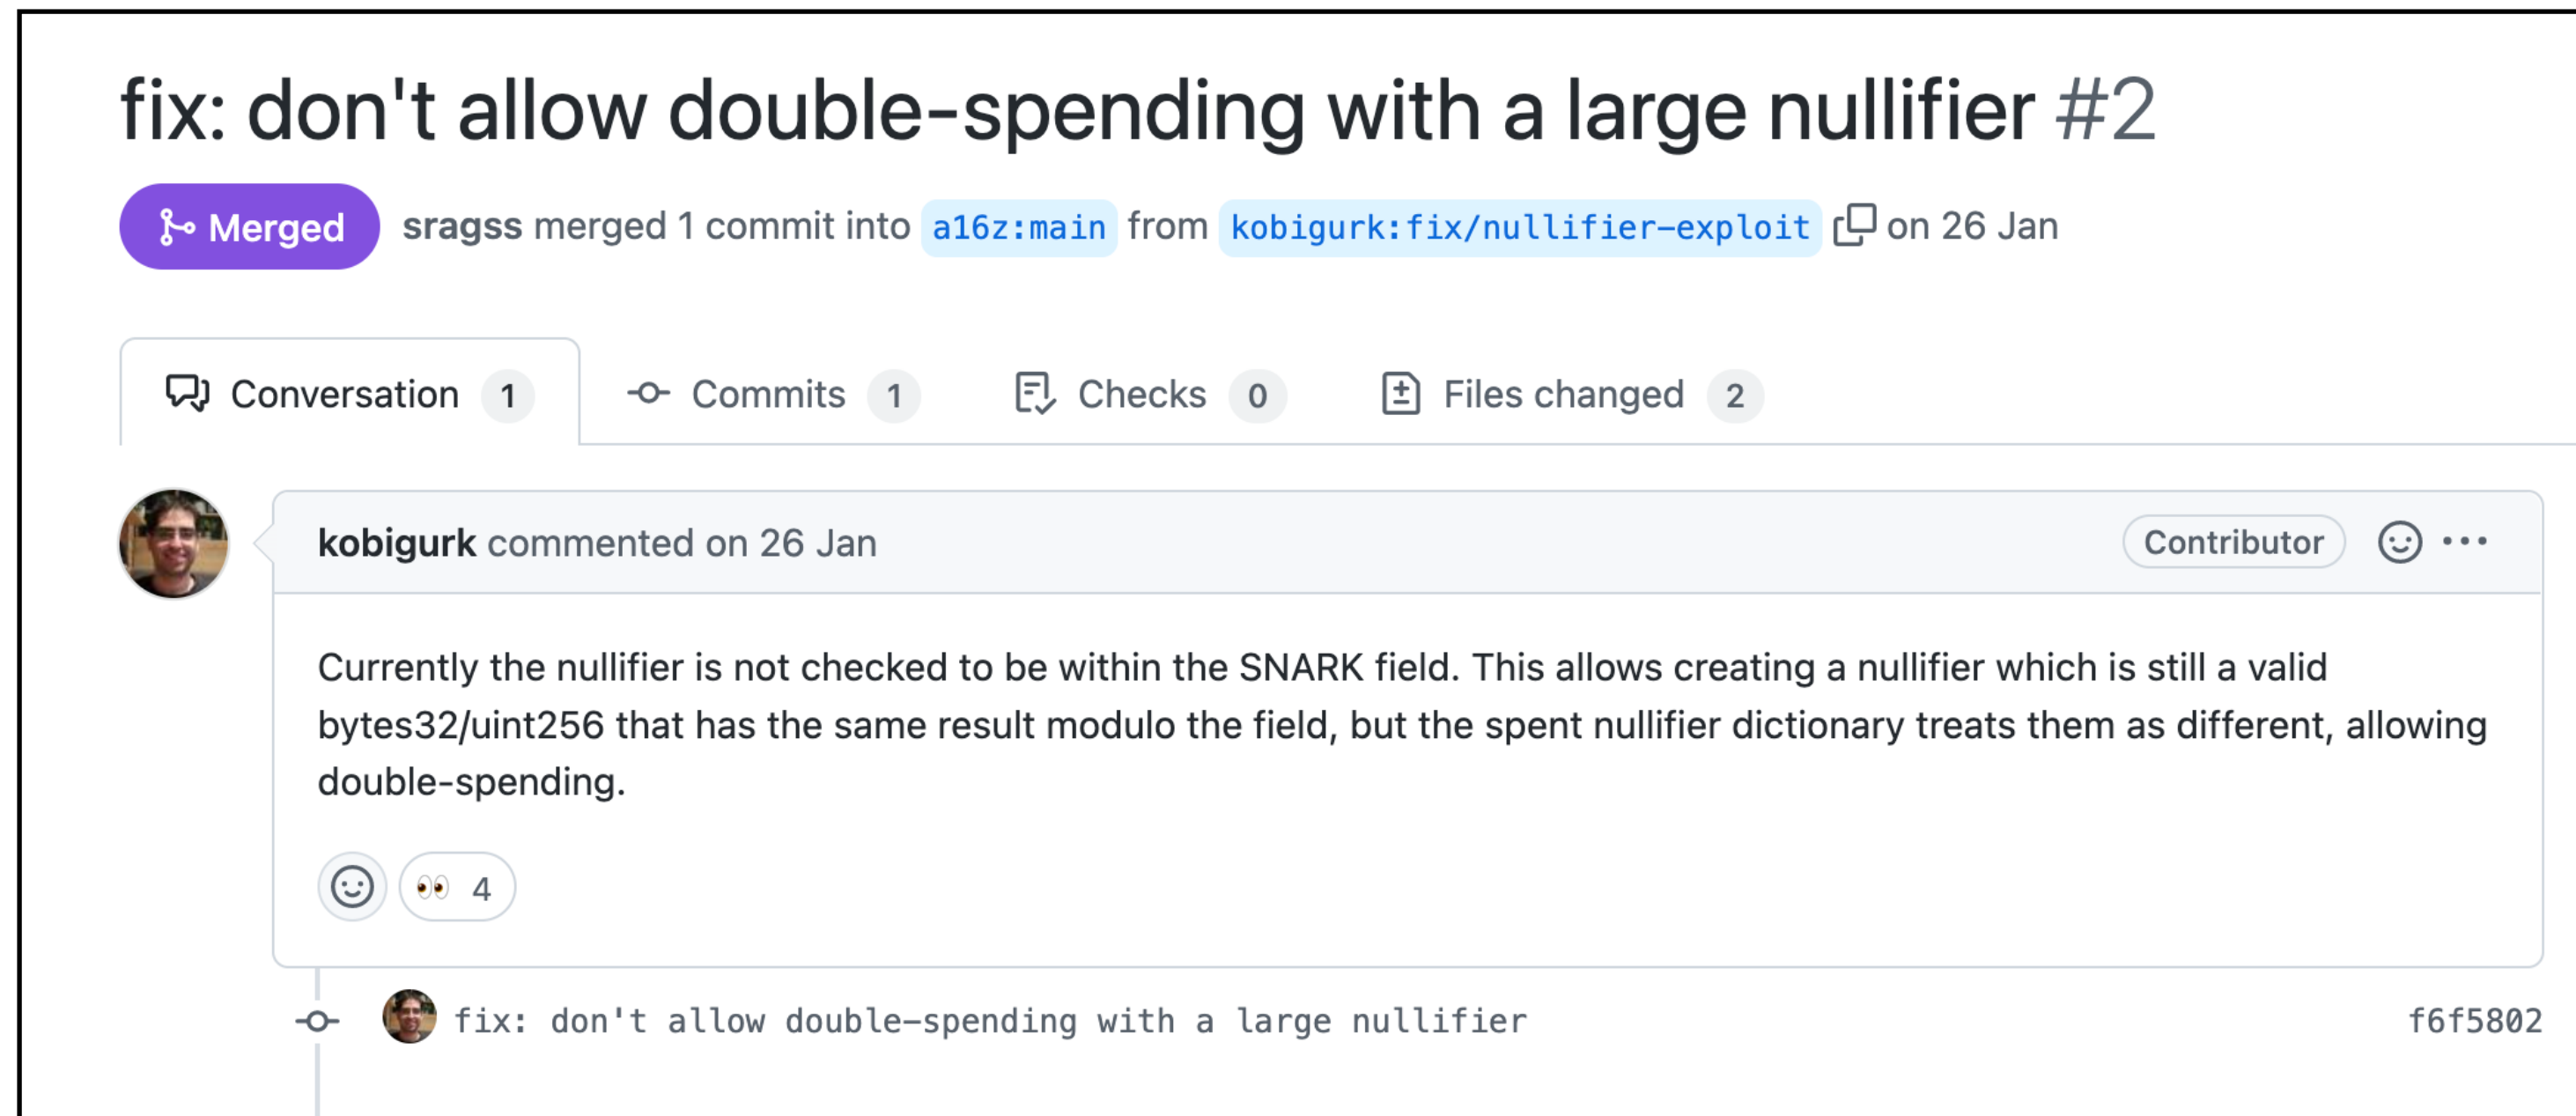 fix: don't allow double-spending with a large nullifier #2
Merged sragss merged 1 commit into a16z:main from kobigurk:fix/nullifier-exploit on 26 Jan
Conversation 1 Commits 1 Checks 0 Files changed 2
kobigurk commented on 26 Jan Contributor
Currently the nullifier is not checked to be within the SNARK field. This allows creating a nullifier which is still a valid
bytes32/uint256 that has the same result modulo the field, but the spent nullifier dictionary treats them as different, allowing
double-spending.
👀 4
fix: don't allow double-spending with a large nullifier f6f5802